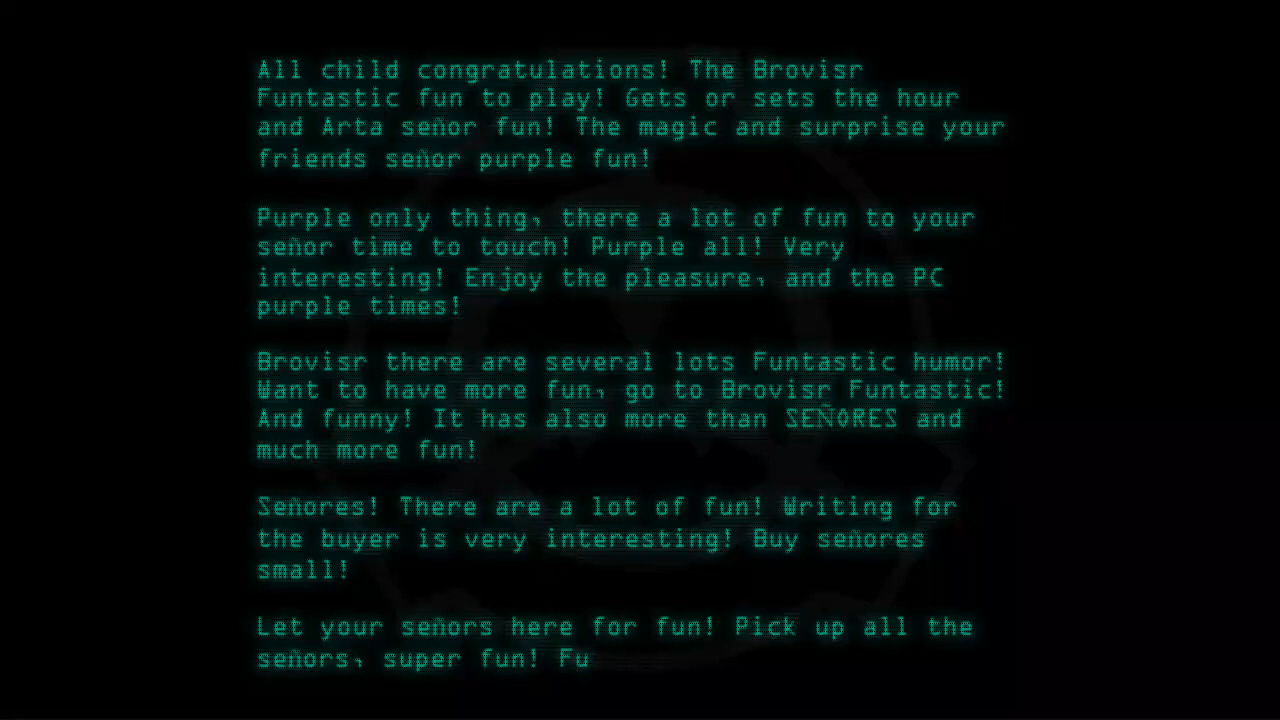 All child congratulations! The Brovisr
Funtastic fun to play! Gets or sets the hour
and Arta señor fun! The magic and surprise your
friends señor purple fun!
Purple only thing, there a lot of fun to your
señor time to touch! Purple all! Very
interesting! Enjoy the pleasure, and the PC
purple times!
Brovisr there are several lots Funtastic humor!
Want to have more fun, go to Brovisr Funtastic!
And funny! It has also more than SEÑORES and
much more fun!
Señores! There are a lot of fun! Writing for
the buyer is very interesting! Buy señores
small!
Let your señors here for fun! Pick up all the
señors, super fun! Fu